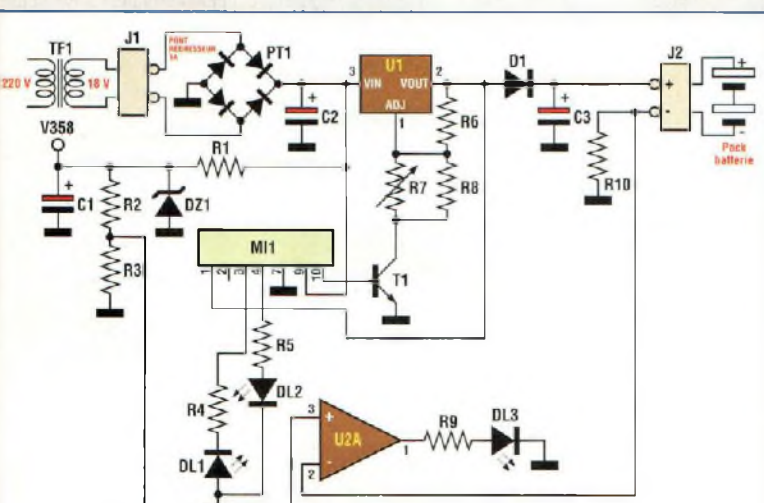 TF1
J1
PONT
REDRESSEUR
1A
PT1
U1
D1
J2
220 V
18 V
3
VIN
VOUT
2
ADJ
1
+
C2
R6
+
C3
+
-
+
-
V358
R1
R7
R8
R10
Pack
batterie
+
C1
R2
DZ1
MI1
R3
1
2
3
4
7
9
10
T1
R5
R4
DL2
3
+
U2A
1
R9
DL3
DL1
2
-